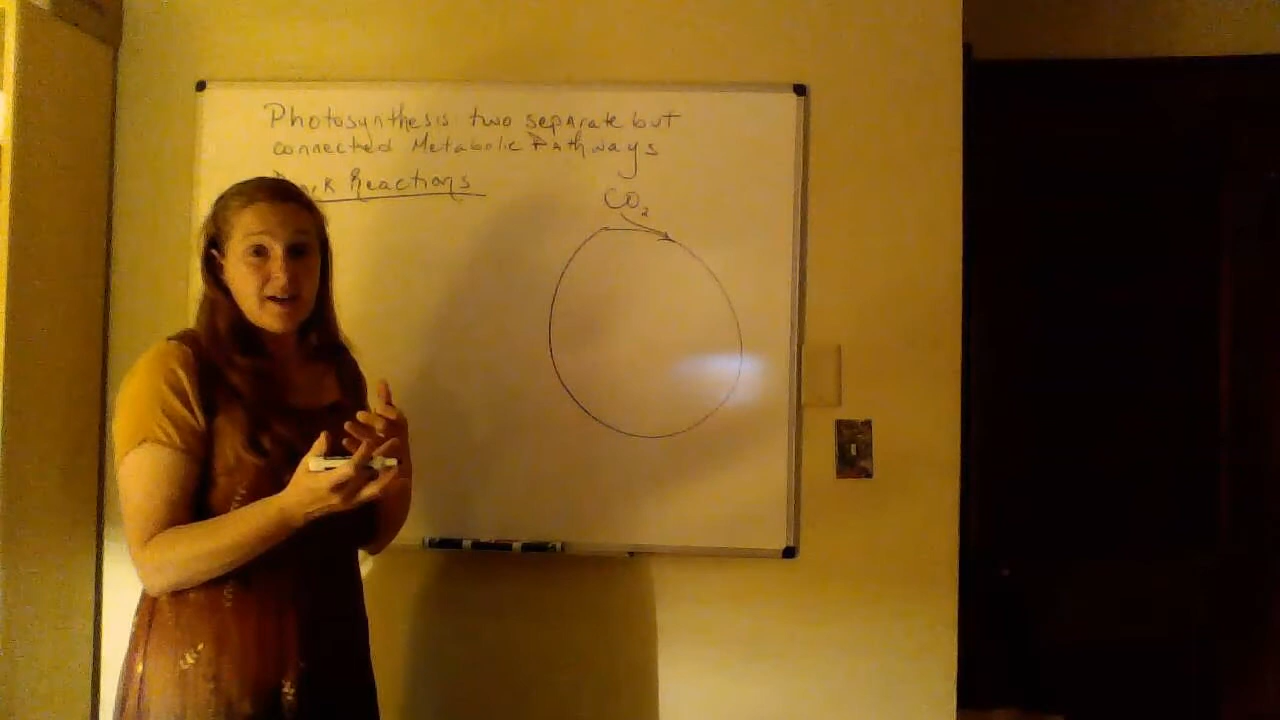 Photosynthesis: two separate but
connected Metabolic Pathways
Reactions
CO₂